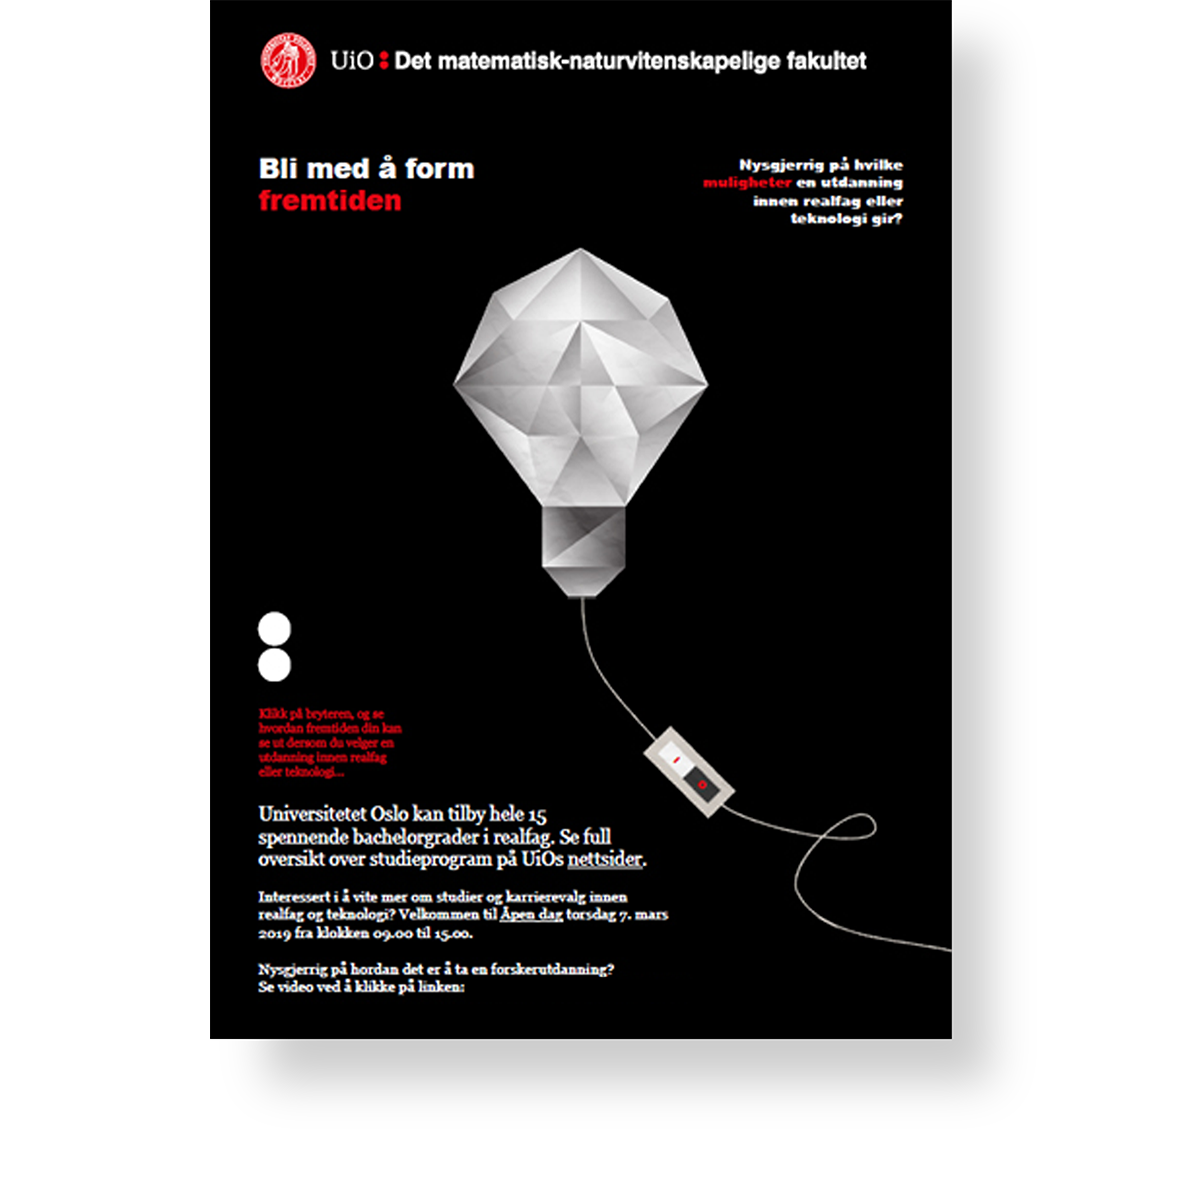 UiO : Det matematisk-naturvitenskapelige fakultet
Bli med å form
fremtiden
Nysgjerrig på hvilke
muligheter en utdanning
innen realfag eller
teknologi gir?
Klikk på bryteren, og se
hvordan fremtiden din kan
se ut dersom du velger en
utdanning innen realfag
eller teknologi...
Universitetet Oslo kan tilby hele 15
spennende bachelorgrader i realfag. Se full
oversikt over studieprogram på UiOs nettsider.
Interessert i å vite mer om studier og karrierevalg innen
realfag og teknologi? Velkommen til Åpen dag torsdag 7. mars
2019 fra klokken 09.00 til 15.00.
Nysgjerrig på hordan det er å ta en forskerutdanning?
Se video ved å klikke på linken: